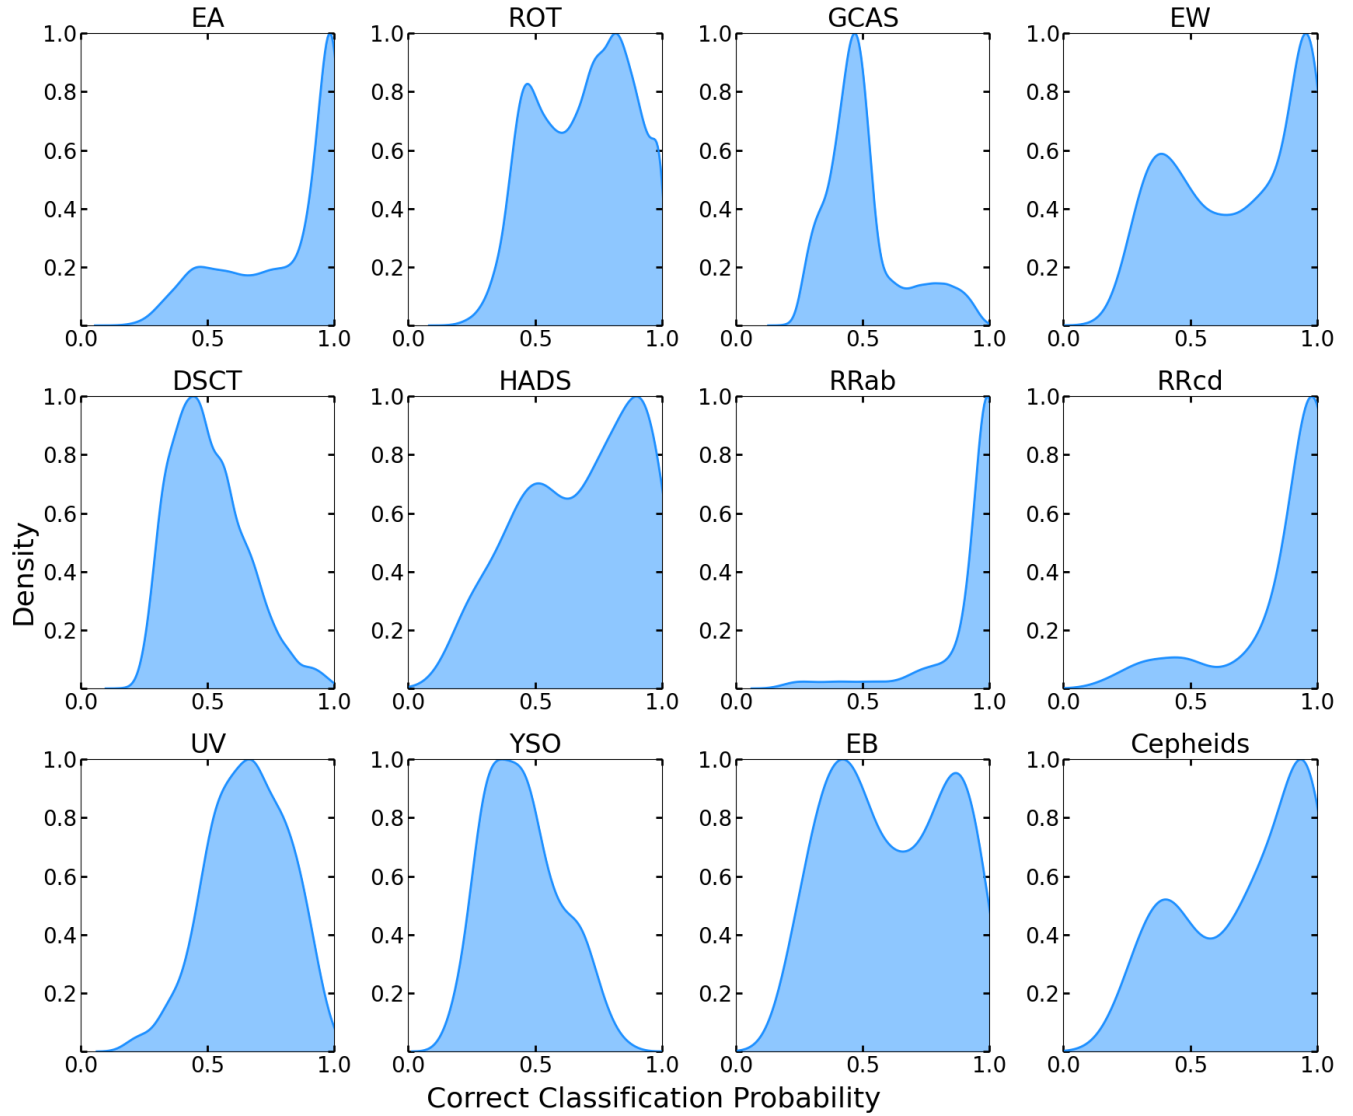 EA ROT GCAS EW
1.0 1.0 1.0 1.0
0.8 0.8 0.8 0.8
0.6 0.6 0.6 0.6
0.4 0.4 0.4 0.4
0.2 0.2 0.2 0.2
0.0 0.5 1.0 0.0 0.5 1.0 0.0 0.5 1.0 0.0 0.5 1.0
DSCT HADS RRab RRcd
1.0 1.0 1.0 1.0
0.8 0.8 0.8 0.8
0.6 0.6 0.6 0.6
Density
0.4 0.4 0.4 0.4
0.2 0.2 0.2 0.2
0.0 0.5 1.0 0.0 0.5 1.0 0.0 0.5 1.0 0.0 0.5 1.0
UV YSO EB Cepheids
1.0 1.0 1.0 1.0
0.8 0.8 0.8 0.8
0.6 0.6 0.6 0.6
0.4 0.4 0.4 0.4
0.2 0.2 0.2 0.2
0.0 0.5 1.0 0.0 0.5 1.0 0.0 0.5 1.0 0.0 0.5 1.0
Correct Classification Probability